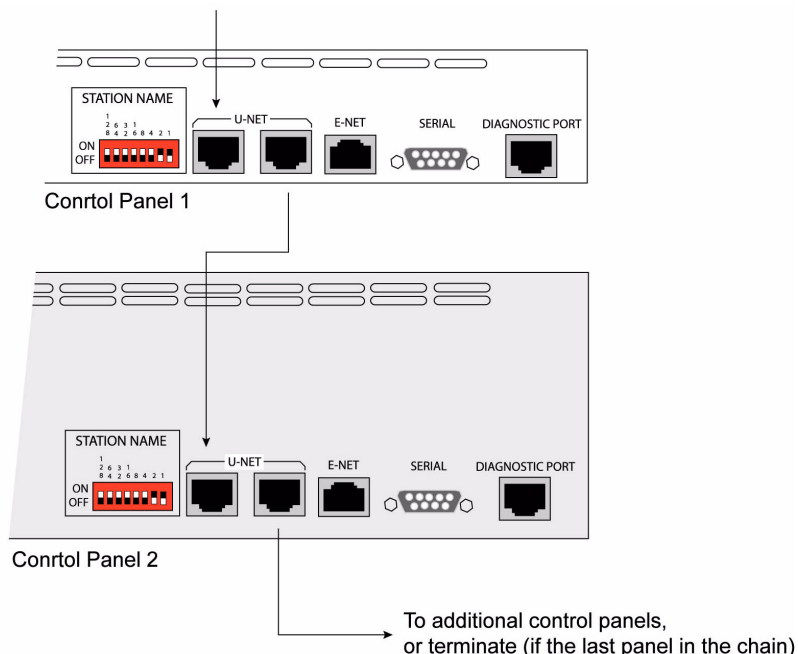 STATION NAME
1
2 6 3 1
8 4 2 6 8 4 2 1
ON
OFF
U-NET
E-NET
SERIAL
DIAGNOSTIC PORT
Conrtol Panel 1
STATION NAME
1
2 6 3 1
8 4 2 6 8 4 2 1
ON
OFF
U-NET
E-NET
SERIAL
DIAGNOSTIC PORT
Conrtol Panel 2
To additional control panels,
or terminate (if the last panel in the chain)